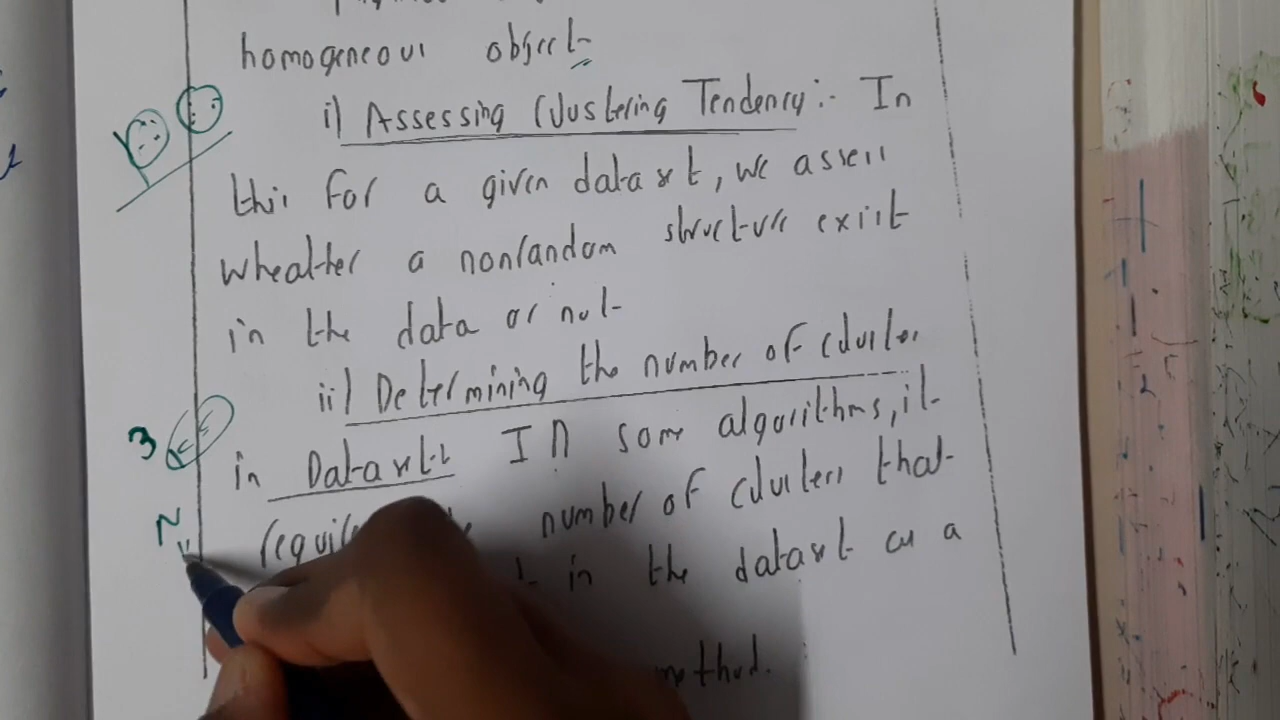 homogeneous object
i) Assessing Clustering Tendency:- In
this for a given dataset, we assess
whealter a nonrandom structure exist
in the data or not
ii) Determining the number of cluster
3
in Dataset: In some algorithms, it
N
number of clusters that
in the dataset as a
method.